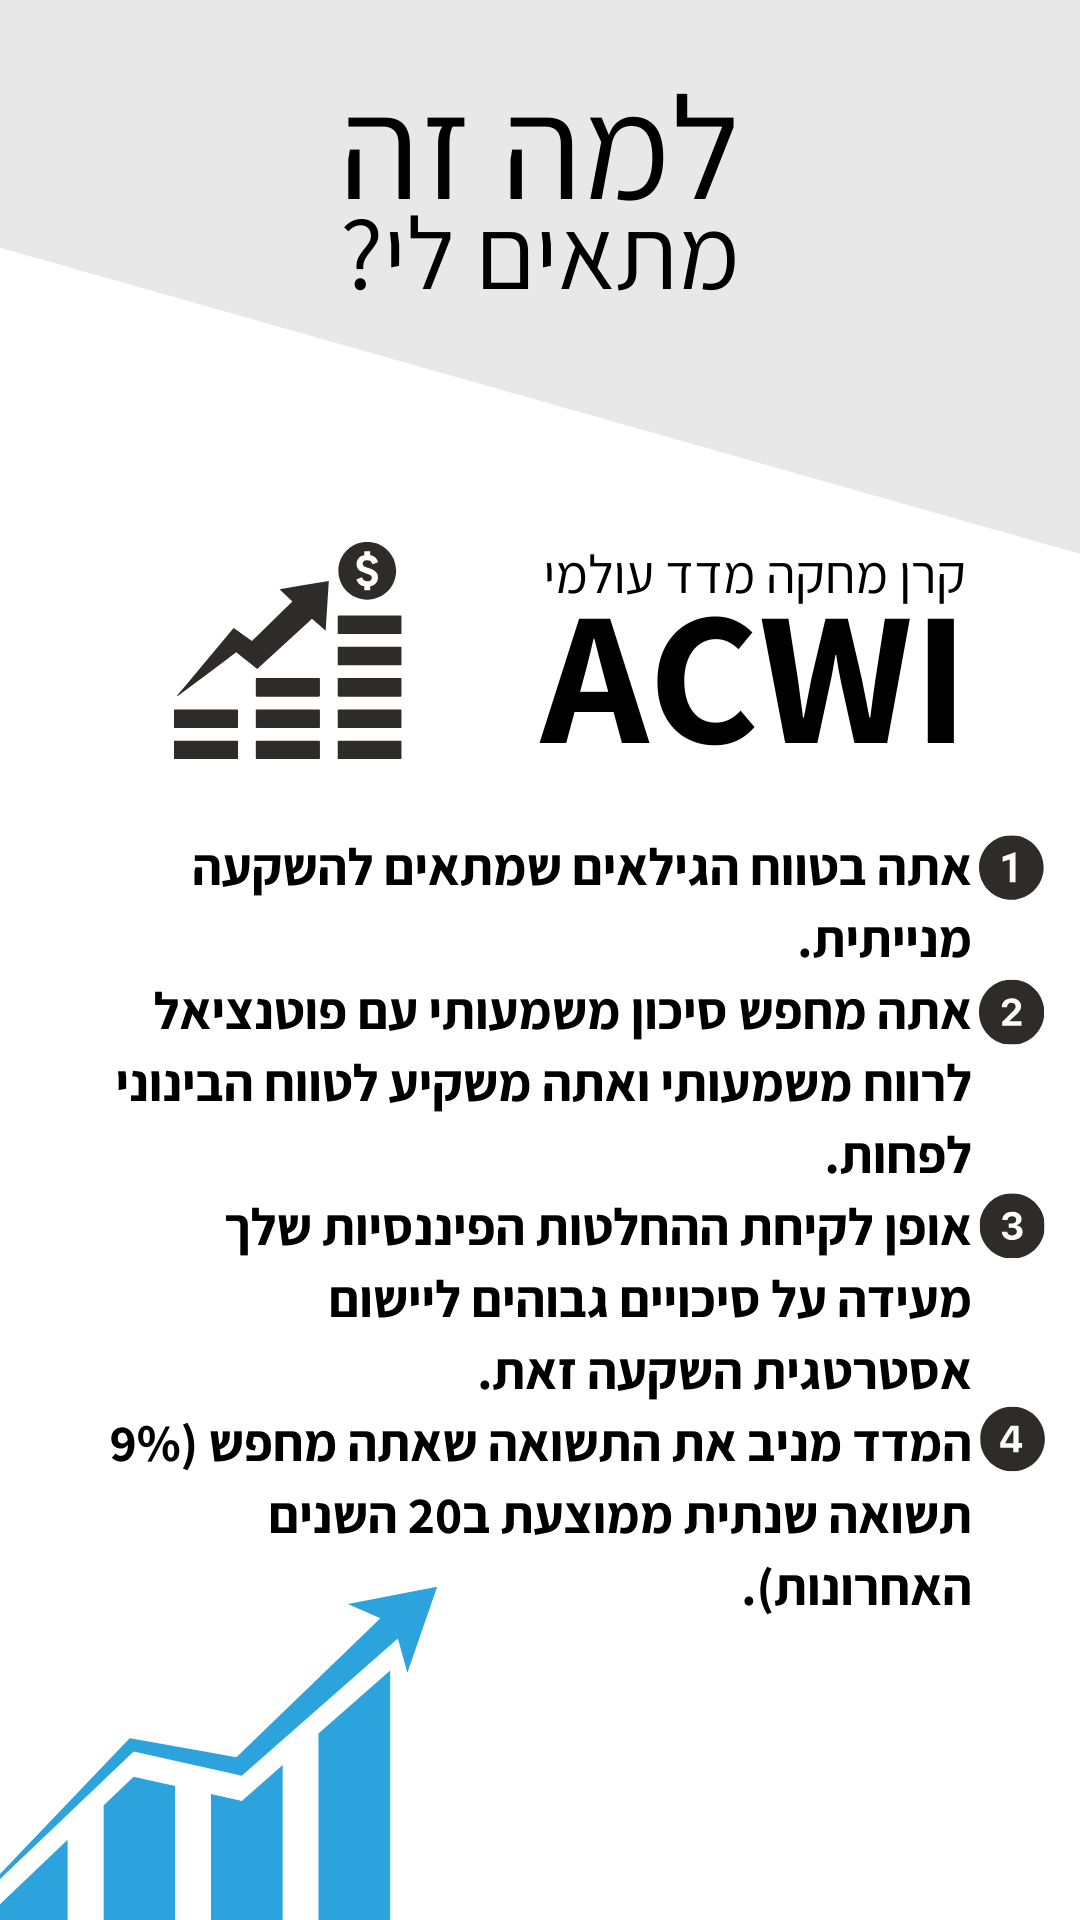 למה זה
מתאים לי?
$
קרן מחקה מדד עולמי
ACWI
1 אתה בטווח הגילאים שמתאים להשקעה
מנייתית.
2 אתה מחפש סיכון משמעותי עם פוטנציאל
לרווח משמעותי ואתה משקיע לטווח הבינוני
לפחות.
3 אופן לקיחת ההחלטות הפיננסיות שלך
מעידה על סיכויים גבוהים ליישום
אסטרטגית השקעה זאת.
4 המדד מניב את התשואה שאתה מחפש (9%
תשואה שנתית ממוצעת ב20 השנים
האחרונות).